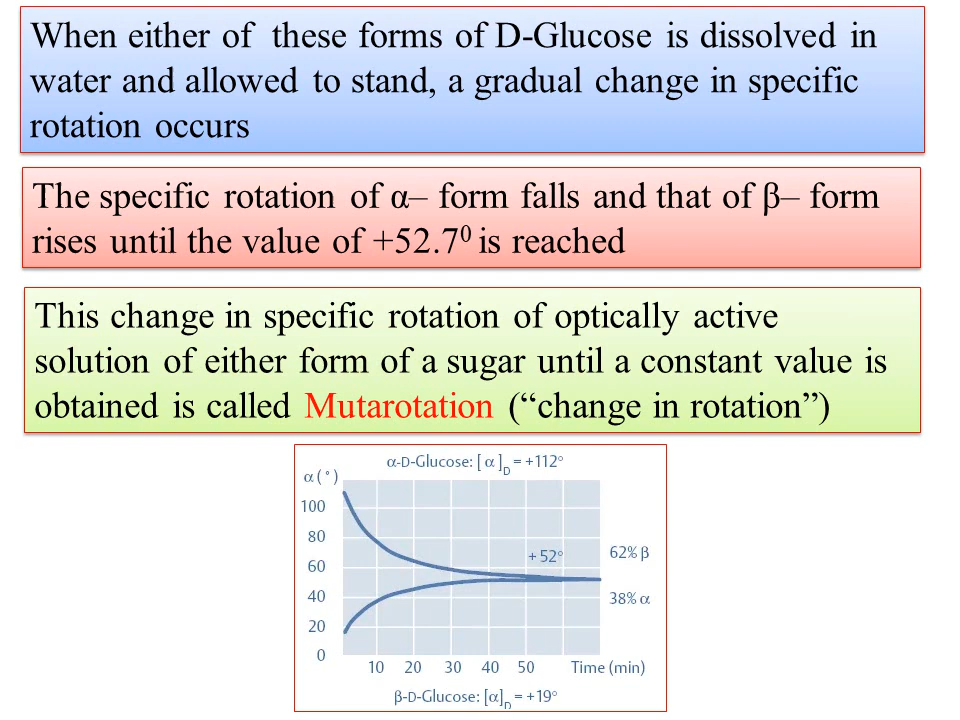 When either of these forms of D-Glucose is dissolved in
water and allowed to stand, a gradual change in specific
rotation occurs
The specific rotation of α– form falls and that of β– form
rises until the value of +52.7⁰ is reached
This change in specific rotation of optically active
solution of either form of a sugar until a constant value is
obtained is called Mutarotation (“change in rotation”)
α-D-Glucose: [ α ]D = +112°
α ( ° )
100
80
60
40
20
0
+ 52°
62% β
38% α
10 20 30 40 50 Time (min)
β-D-Glucose: [α]D = +19°